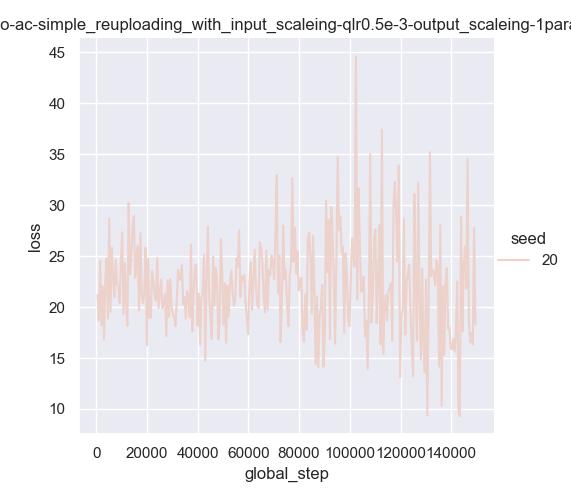 o-ac-simple_reuploading_with_input_scaleing-qlr0.5e-3-output_scaleing-1para
45
40
35
30
25
20
15
10
loss
seed
20
0 20000 40000 60000 80000 100000 120000 140000
global_step